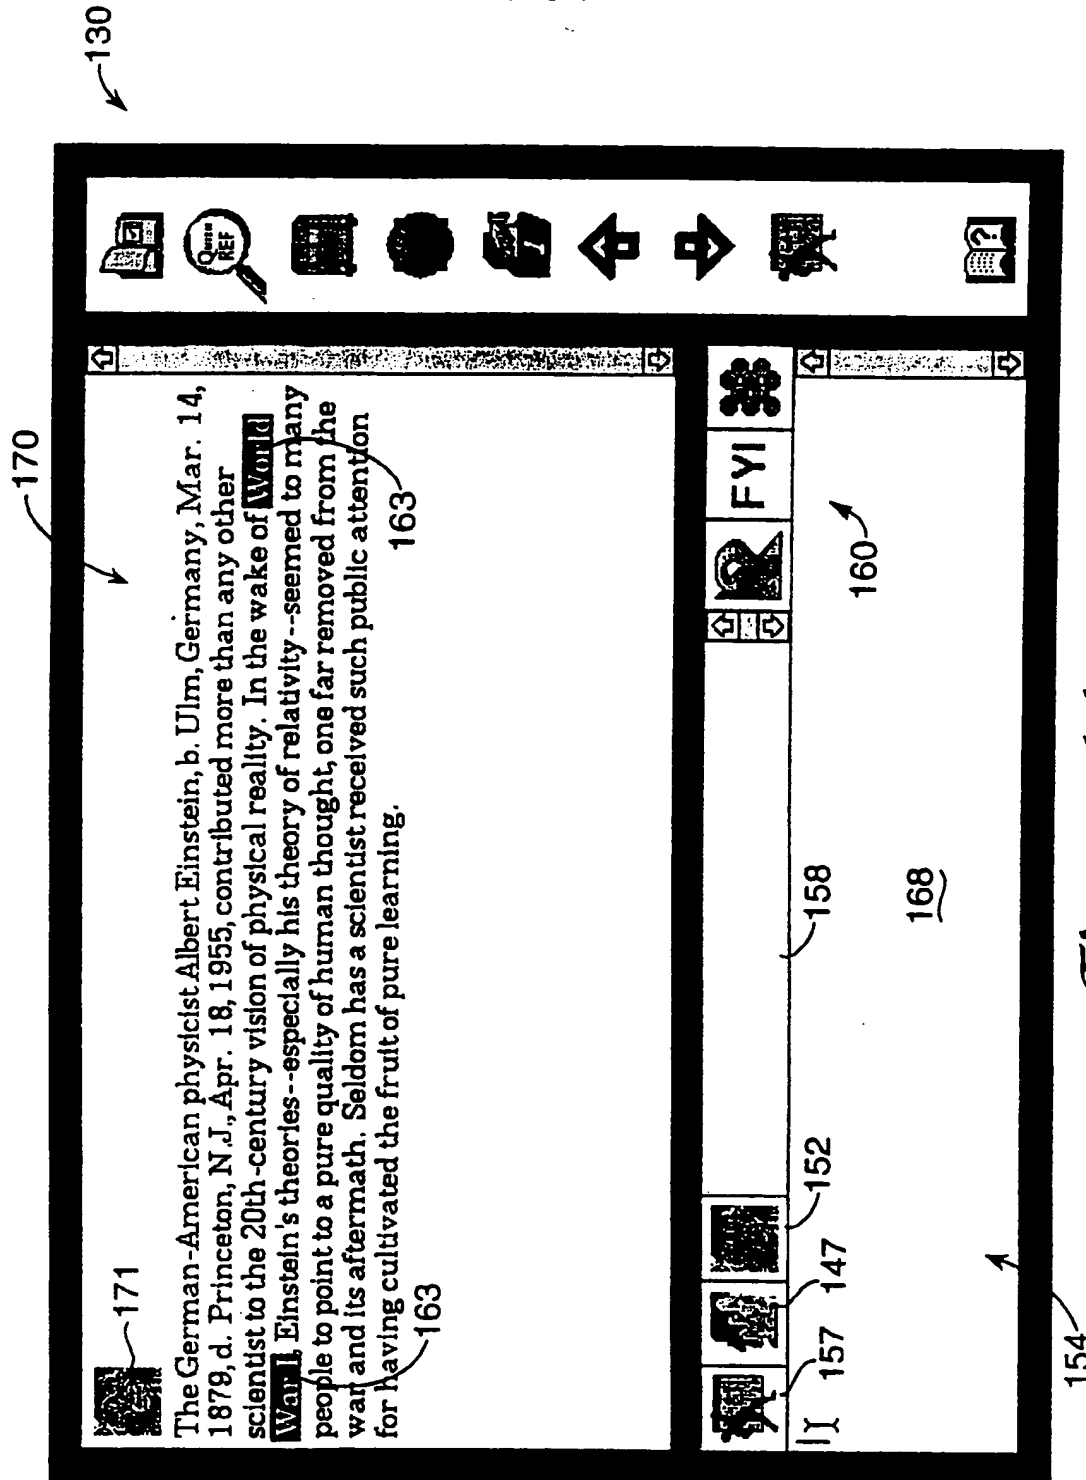 130
170
171
The German-American physicist Albert Einstein, b. Ulm, Germany, Mar. 14,
1879, d. Princeton, N.J., Apr. 18, 1955, contributed more than any other
scientist to the 20th-century vision of physical reality. In the wake of World
War I, Einstein's theories--especially his theory of relativity--seemed to many
people to point to a pure quality of human thought, one far removed from the
war and its aftermath. Seldom has a scientist received such public attention
for having cultivated the fruit of pure learning.
163
163
QUICK
REF
?
FYI
157
147
152
158
160
168
154